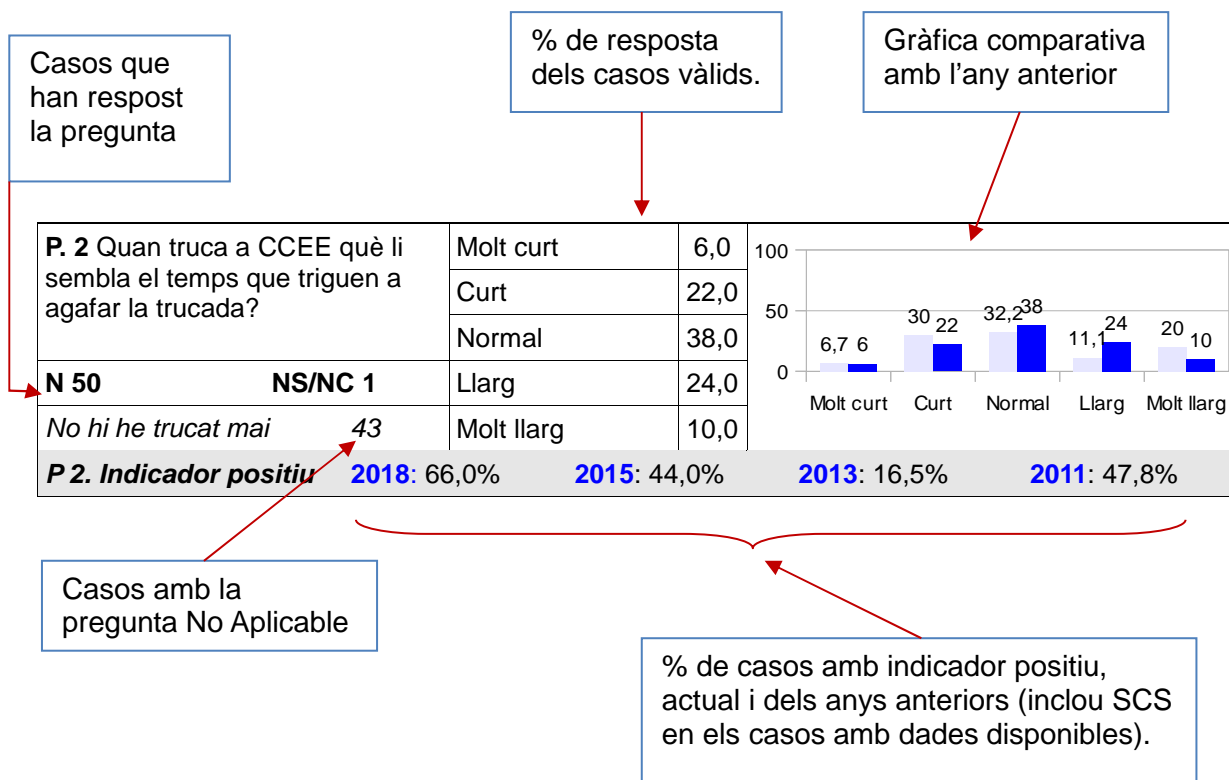 Casos que
han respost
la pregunta
% de resposta
dels casos vàlids.
Gràfica comparativa
amb l’any anterior
P. 2 Quan truca a CCEE què li
sembla el temps que triguen a
agafar la trucada?
Molt curt 6,0
Curt 22,0
Normal 38,0
N 50 NS/NC 1 Llarg 24,0
No hi he trucat mai 43 Molt llarg 10,0
100
50
0
6,7 6 30 22 32,2 38 11,1 24 20 10
Molt curt Curt Normal Llarg Molt llarg
P 2. Indicador positiu 2018: 66,0% 2015: 44,0% 2013: 16,5% 2011: 47,8%
Casos amb la
pregunta No Aplicable
% de casos amb indicador positiu,
actual i dels anys anteriors (inclou SCS
en els casos amb dades disponibles).